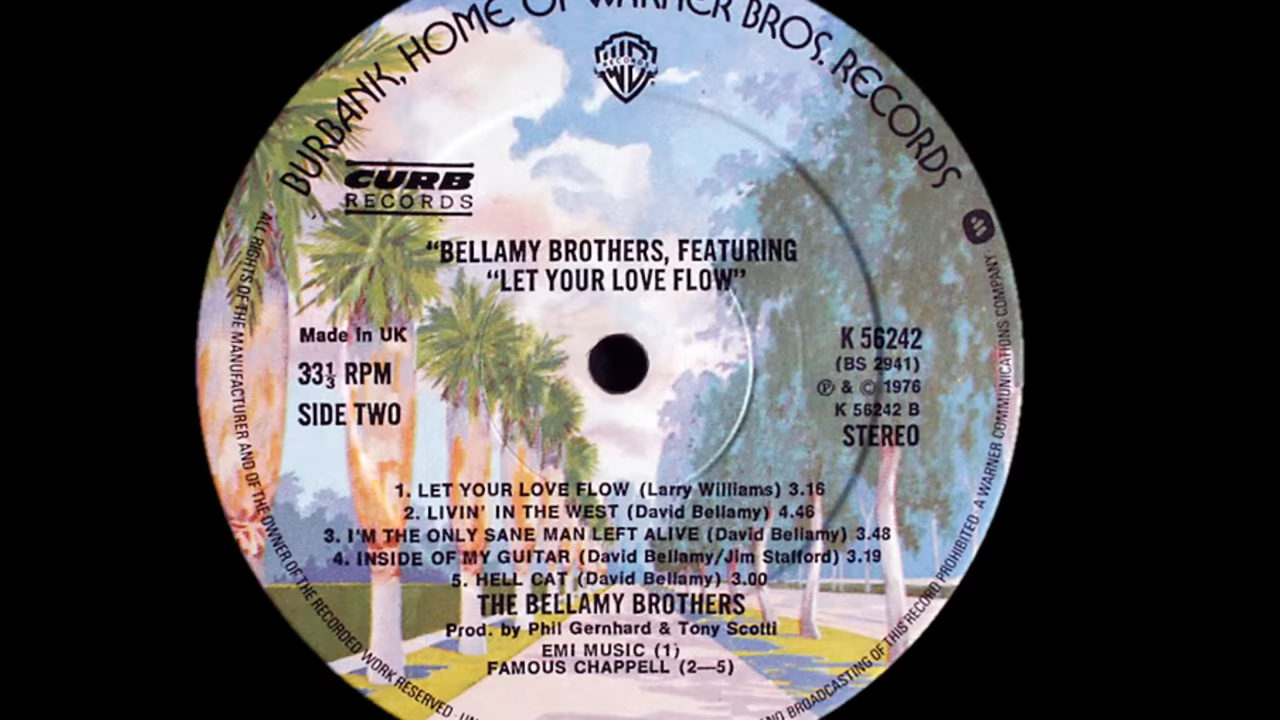 BURBANK, HOME OF WARNER BROS. RECORDS
RECORDS
CURB
RECORDS
"BELLAMY BROTHERS, FEATURING
"LET YOUR LOVE FLOW"
Made in UK
33⅓ RPM
SIDE TWO
K 56242
(BS 2941)
Ⓟ & © 1976
K 56242 B
STEREO
1. LET YOUR LOVE FLOW (Larry Williams) 3.16
2. LIVIN' IN THE WEST (David Bellamy) 4.46
3. I'M THE ONLY SANE MAN LEFT ALIVE (David Bellamy) 3.48
4. INSIDE OF MY GUITAR (David Bellamy/Jim Stafford) 3.19
5. HELL CAT (David Bellamy) 3.00
THE BELLAMY BROTHERS
Prod. by Phil Gernhard & Tony Scotti
EMI MUSIC (1)
FAMOUS CHAPPELL (2—5)
ALL RIGHTS OF THE MANUFACTURER AND OF THE OWNER OF THE RECORDED WORK RESERVED
AND BROADCASTING OF THIS RECORD PROHIBITED · A WARNER COMMUNICATIONS COMPANY